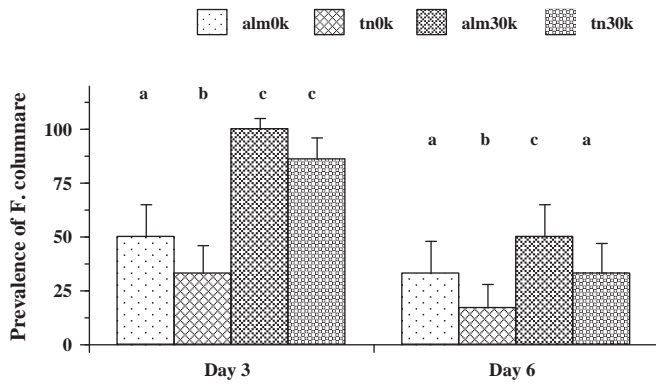 alm0k tn0k alm30k tn30k
Prevalence of F. columnare
100
75
50
25
0
a b c c
a b c a
Day 3 Day 6